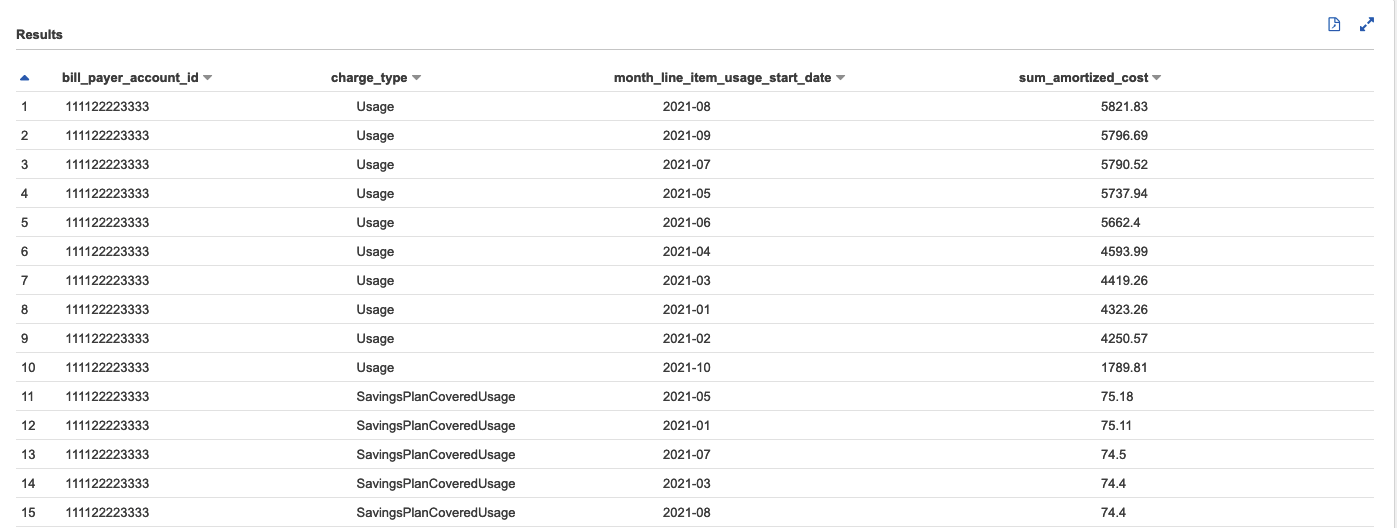 Results
bill_payer_account_id charge_type month_line_item_usage_start_date sum_amortized_cost
1 111122223333 Usage 2021-08 5821.83
2 111122223333 Usage 2021-09 5796.69
3 111122223333 Usage 2021-07 5790.52
4 111122223333 Usage 2021-05 5737.94
5 111122223333 Usage 2021-06 5662.4
6 111122223333 Usage 2021-04 4593.99
7 111122223333 Usage 2021-03 4419.26
8 111122223333 Usage 2021-01 4323.26
9 111122223333 Usage 2021-02 4250.57
10 111122223333 Usage 2021-10 1789.81
11 111122223333 SavingsPlanCoveredUsage 2021-05 75.18
12 111122223333 SavingsPlanCoveredUsage 2021-01 75.11
13 111122223333 SavingsPlanCoveredUsage 2021-07 74.5
14 111122223333 SavingsPlanCoveredUsage 2021-03 74.4
15 111122223333 SavingsPlanCoveredUsage 2021-08 74.4